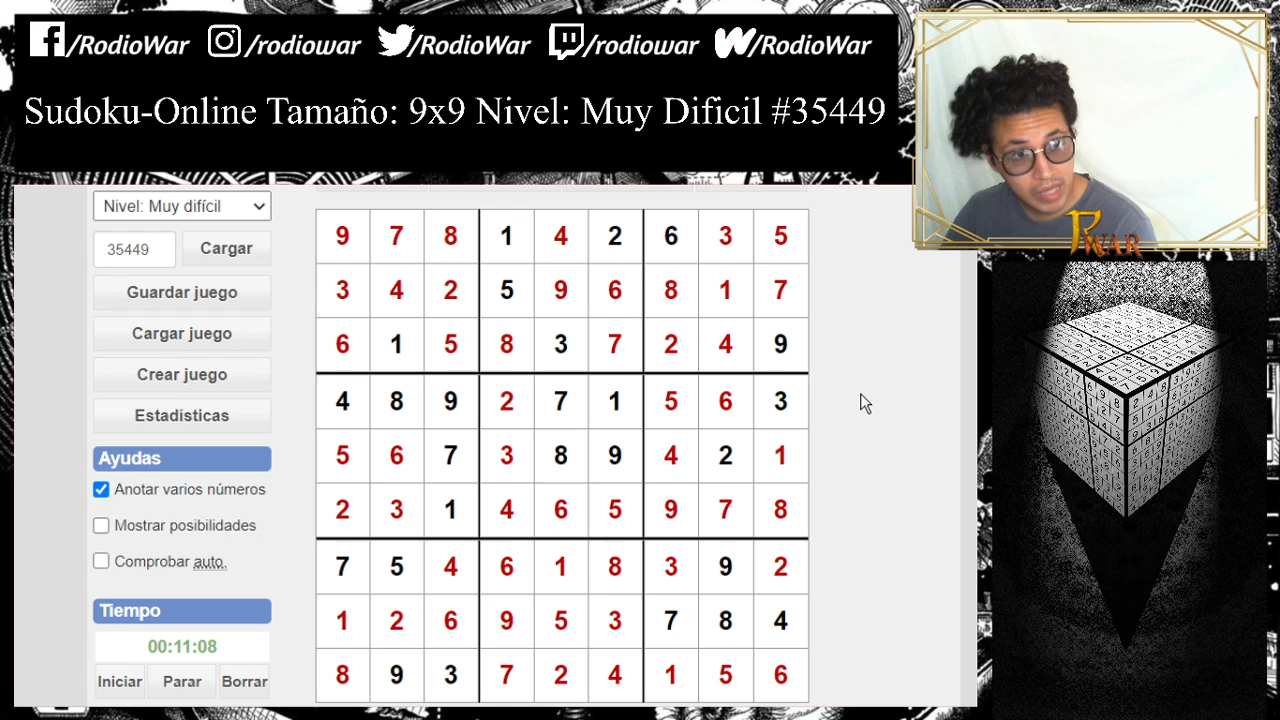 /RodioWar /rodiowar /RodioWar /rodiowar /RodioWar
Sudoku-Online Tamaño: 9x9 Nivel: Muy Dificil #35449
Nivel: Muy difícil
35449 Cargar
Guardar juego
Cargar juego
Crear juego
Estadisticas
Ayudas
Anotar varios números
Mostrar posibilidades
Comprobar auto.
Tiempo
00:11:08
Iniciar Parar Borrar
9 7 8 1 4 2 6 3 5
3 4 2 5 9 6 8 1 7
6 1 5 8 3 7 2 4 9
4 8 9 2 7 1 5 6 3
5 6 7 3 8 9 4 2 1
2 3 1 4 6 5 9 7 8
7 5 4 6 1 8 3 9 2
1 2 6 9 5 3 7 8 4
8 9 3 7 2 4 1 5 6
R WAR